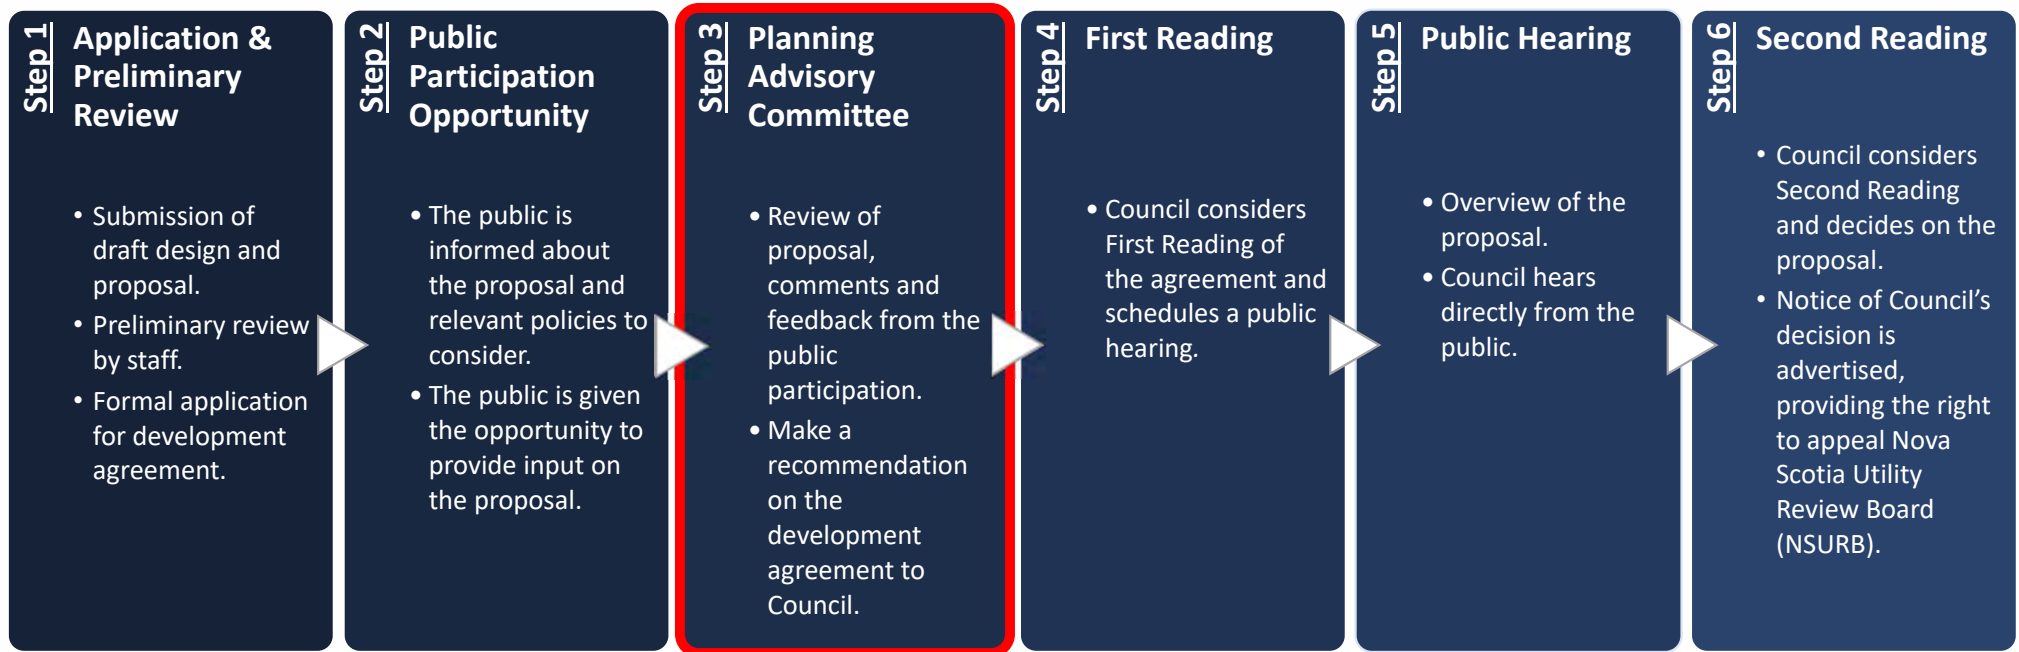 Step 1
Application &
Preliminary
Review
• Submission of
draft design and
proposal.
• Preliminary review
by staff.
• Formal application
for development
agreement.
Step 2
Public
Participation
Opportunity
• The public is
informed about
the proposal and
relevant policies to
consider.
• The public is given
the opportunity to
provide input on
the proposal.
Step 3
Planning
Advisory
Committee
• Review of
proposal,
comments and
feedback from the
public
participation.
• Make a
recommendation
on the
development
agreement to
Council.
Step 4
First Reading
• Council considers
First Reading of
the agreement and
schedules a public
hearing.
Step 5
Public Hearing
• Overview of the
proposal.
• Council hears
directly from the
public.
Step 6
Second Reading
• Council considers
Second Reading
and decides on the
proposal.
• Notice of Council’s
decision is
advertised,
providing the right
to appeal Nova
Scotia Utility
Review Board
(NSURB).